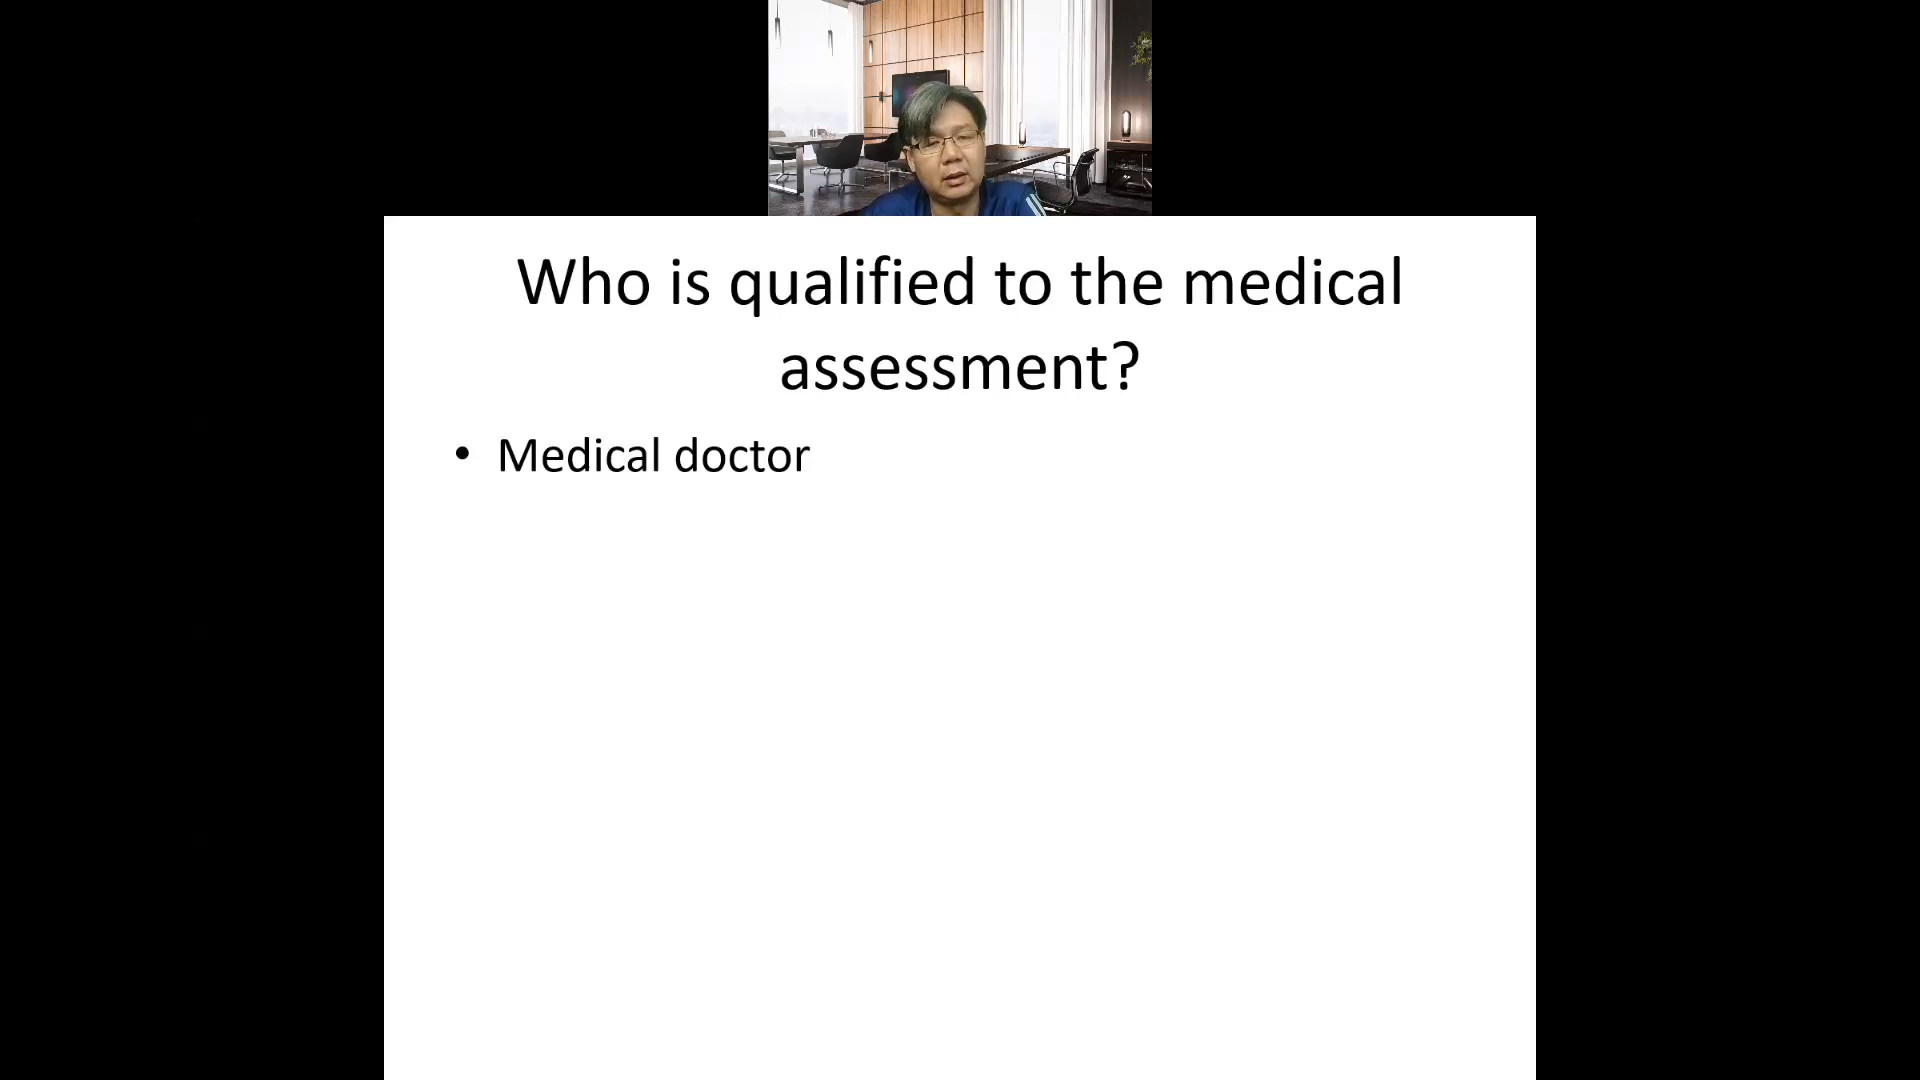 Who is qualified to the medical
assessment?
• Medical doctor